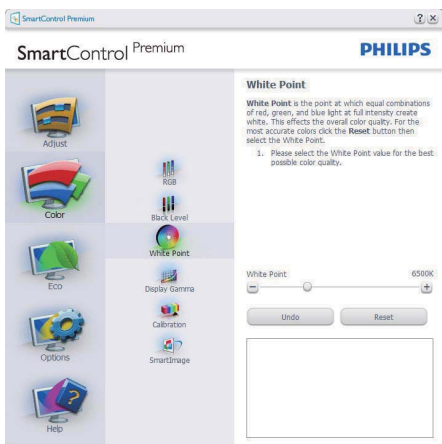 SmartControl Premium
SmartControl Premium
PHILIPS
Adjust
Color
Eco
Options
Help
RGB
Black Level
White Point
Display Gamma
Calibration
SmartImage
White Point
White Point is the point at which equal combinations
of red, green, and blue light at full intensity create
white. This effects the overall color quality. For the
most accurate colors click the Reset button then
select the White Point.
1. Please select the White Point value for the best
possible color quality.
White Point 6500K
Undo Reset